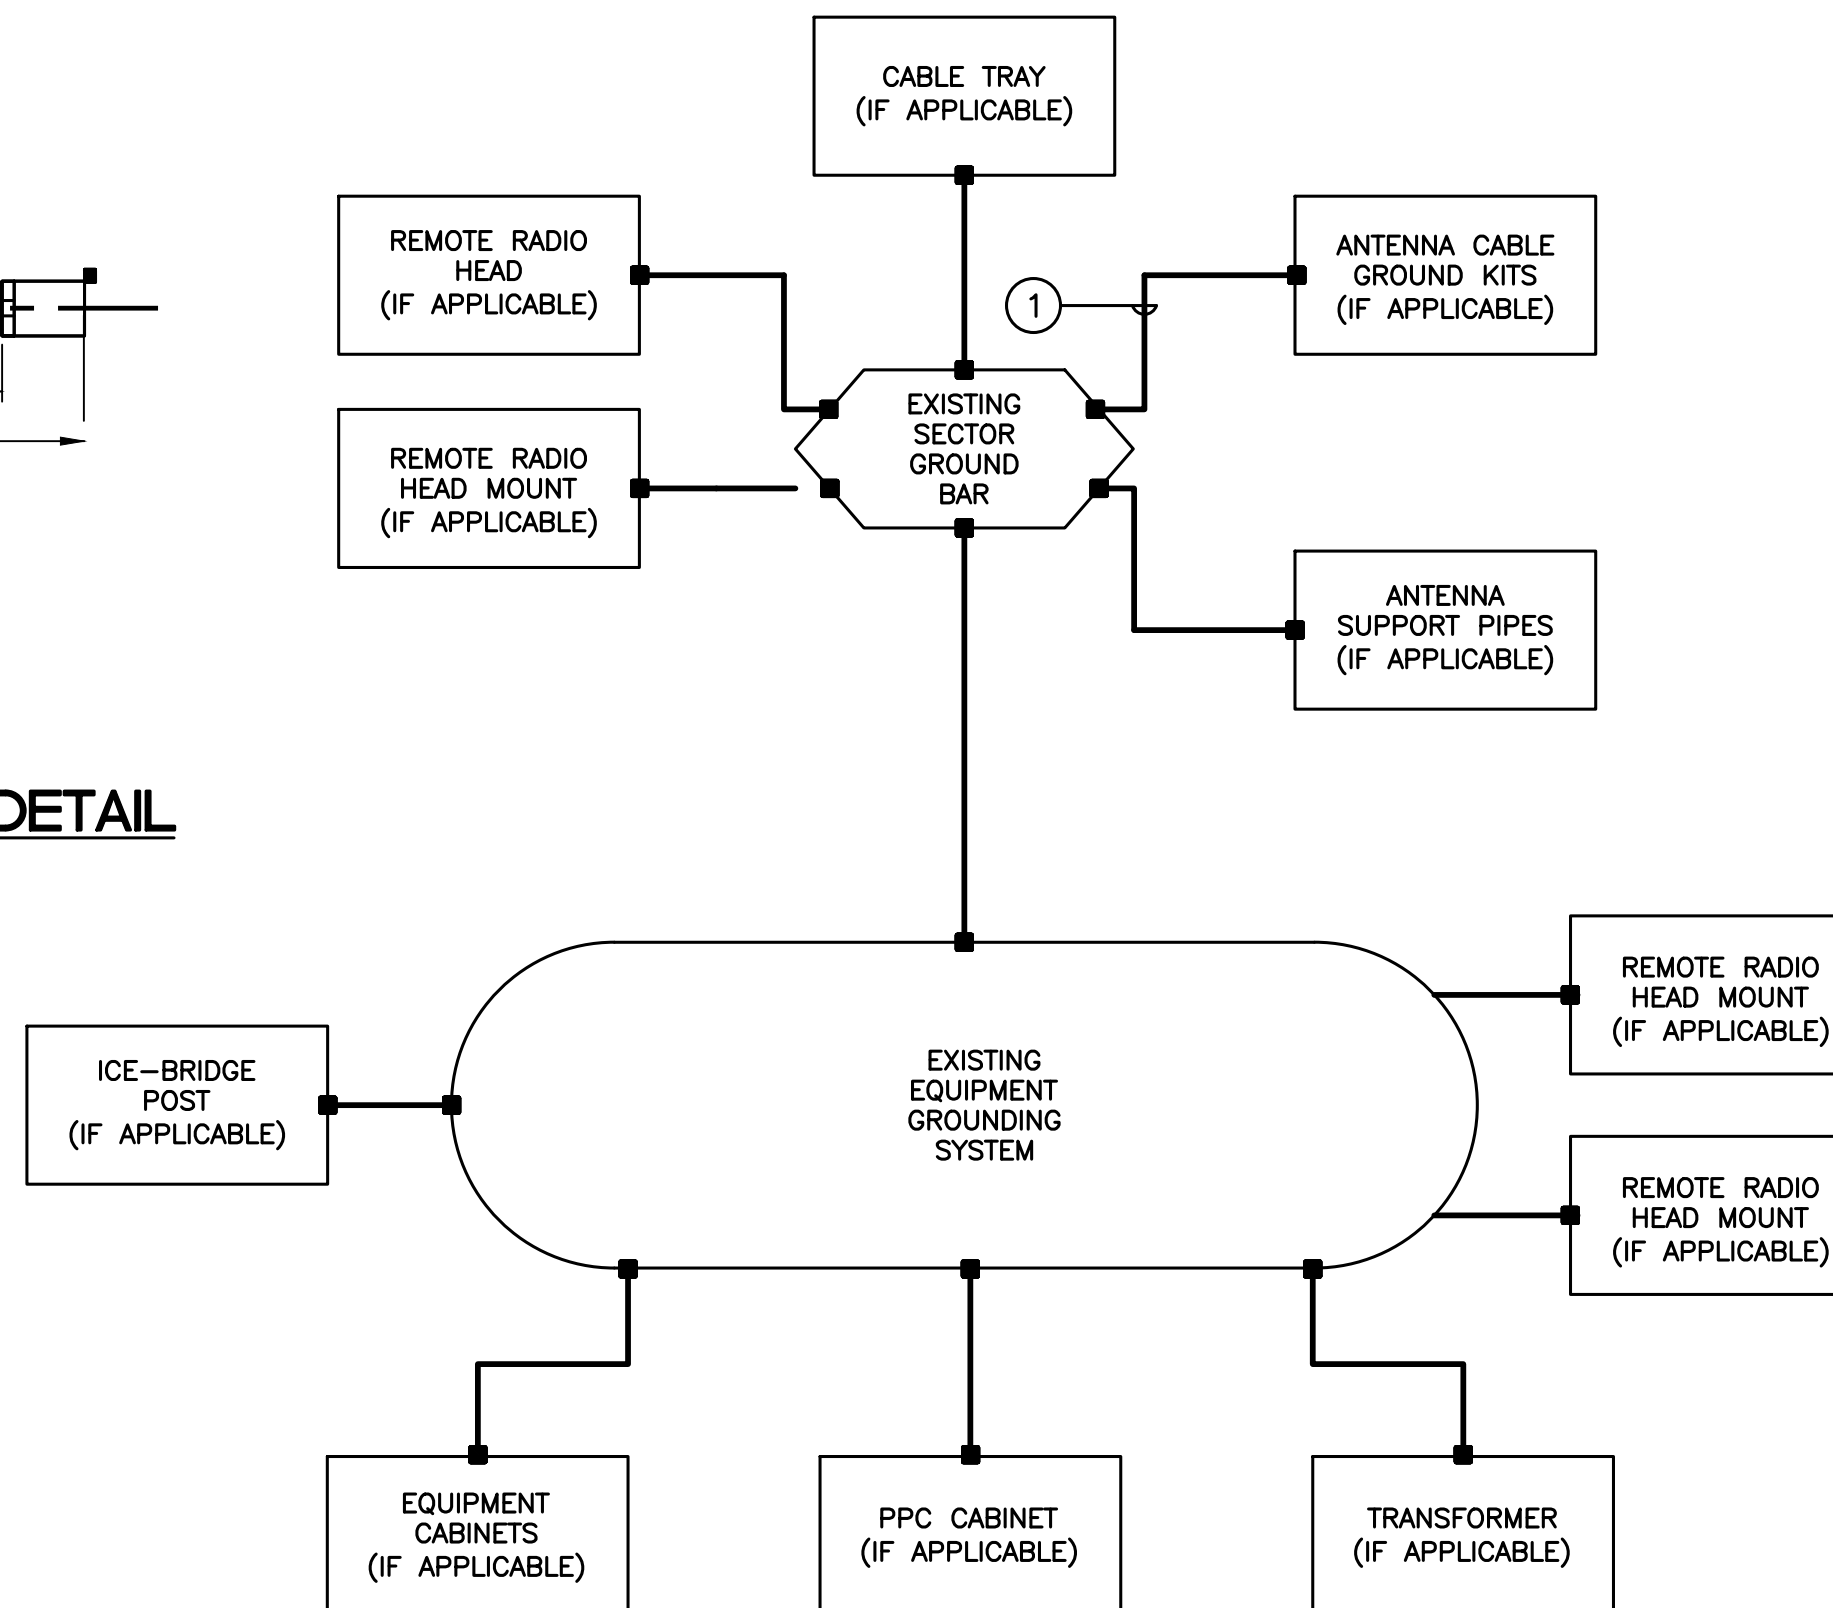 CABLE TRAY
(IF APPLICABLE)
REMOTE RADIO
HEAD
(IF APPLICABLE)
ANTENNA CABLE
GROUND KITS
(IF APPLICABLE)
1
EXISTING
SECTOR
GROUND
BAR
REMOTE RADIO
HEAD MOUNT
(IF APPLICABLE)
ANTENNA
SUPPORT PIPES
(IF APPLICABLE)
DETAIL
REMOTE RADIO
HEAD MOUNT
(IF APPLICABLE)
ICE-BRIDGE
POST
(IF APPLICABLE)
EXISTING
EQUIPMENT
GROUNDING
SYSTEM
REMOTE RADIO
HEAD MOUNT
(IF APPLICABLE)
EQUIPMENT
CABINETS
(IF APPLICABLE)
PPC CABINET
(IF APPLICABLE)
TRANSFORMER
(IF APPLICABLE)